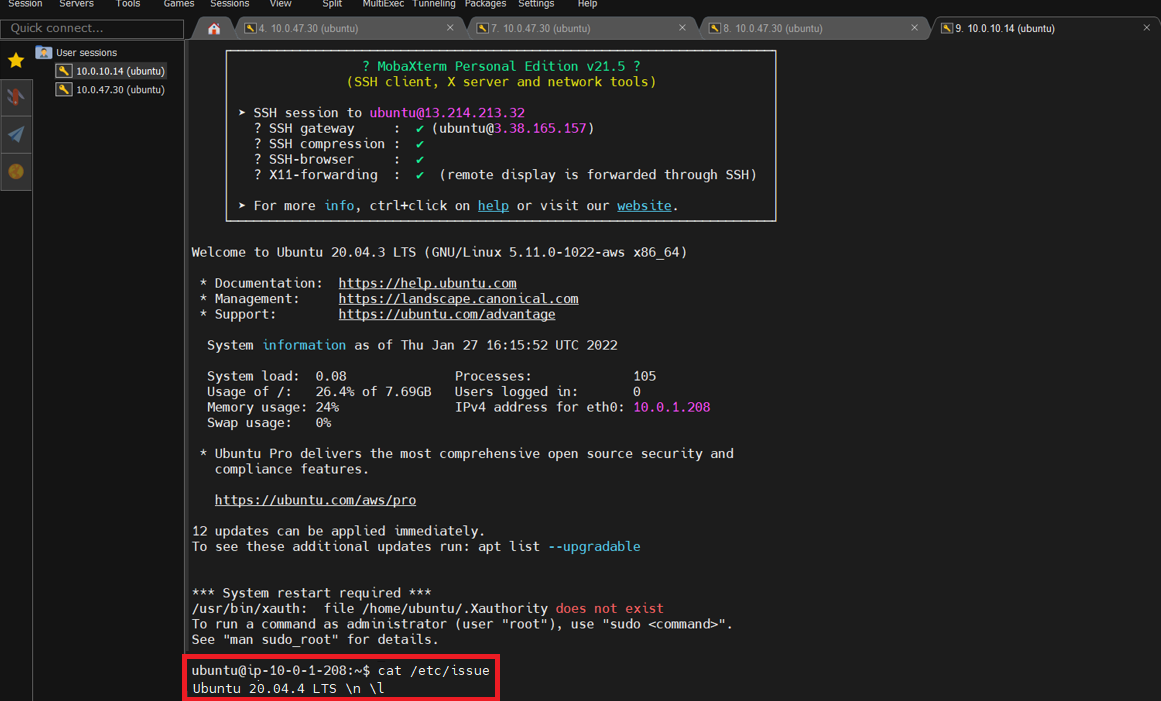 Session Servers Tools Games Sessions View Split MultiExec Tunneling Packages Settings Help
Quick connect...
4. 10.0.47.30 (ubuntu)
7. 10.0.47.30 (ubuntu)
8. 10.0.47.30 (ubuntu)
9. 10.0.10.14 (ubuntu)
User sessions
10.0.10.14 (ubuntu)
10.0.47.30 (ubuntu)
? MobaXterm Personal Edition v21.5 ?
(SSH client, X server and network tools)
➤ SSH session to ubuntu@13.214.213.32
? SSH gateway : ✔ (ubuntu@3.38.165.157)
? SSH compression : ✔
? SSH-browser : ✔
? X11-forwarding : ✔ (remote display is forwarded through SSH)
➤ For more info, ctrl+click on help or visit our website.
Welcome to Ubuntu 20.04.3 LTS (GNU/Linux 5.11.0-1022-aws x86_64)
* Documentation: https://help.ubuntu.com
* Management: https://landscape.canonical.com
* Support: https://ubuntu.com/advantage
System information as of Thu Jan 27 16:15:52 UTC 2022
System load: 0.08 Processes: 105
Usage of /: 26.4% of 7.69GB Users logged in: 0
Memory usage: 24% IPv4 address for eth0: 10.0.1.208
Swap usage: 0%
* Ubuntu Pro delivers the most comprehensive open source security and
compliance features.
https://ubuntu.com/aws/pro
12 updates can be applied immediately.
To see these additional updates run: apt list --upgradable
*** System restart required ***
/usr/bin/xauth: file /home/ubuntu/.Xauthority does not exist
To run a command as administrator (user "root"), use "sudo <command>".
See "man sudo_root" for details.
ubuntu@ip-10-0-1-208:~$ cat /etc/issue
Ubuntu 20.04.4 LTS \n \l